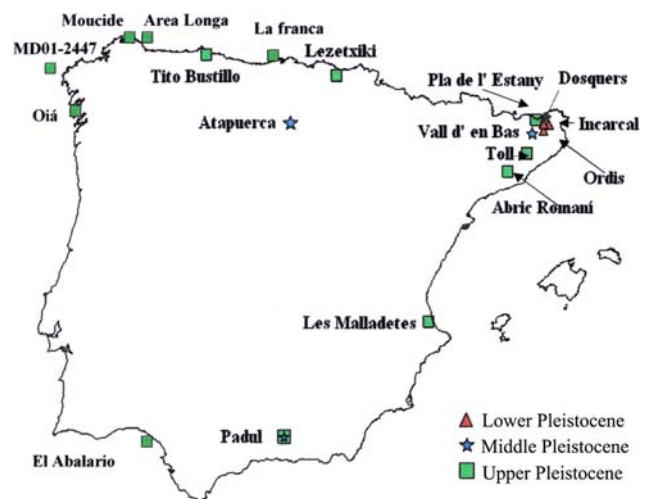 Moucide
Area Longa
La franca
MD01-2447
Lezetxiki
Tito Bustillo
Pla de l' Estany
Dosquers
Oiá
Atapuerca
Incarcal
Vall d' en Bas
Toll
Ordis
Abric Romaní
Les Malladetes
Padul
El Abalario
Lower Pleistocene
Middle Pleistocene
Upper Pleistocene